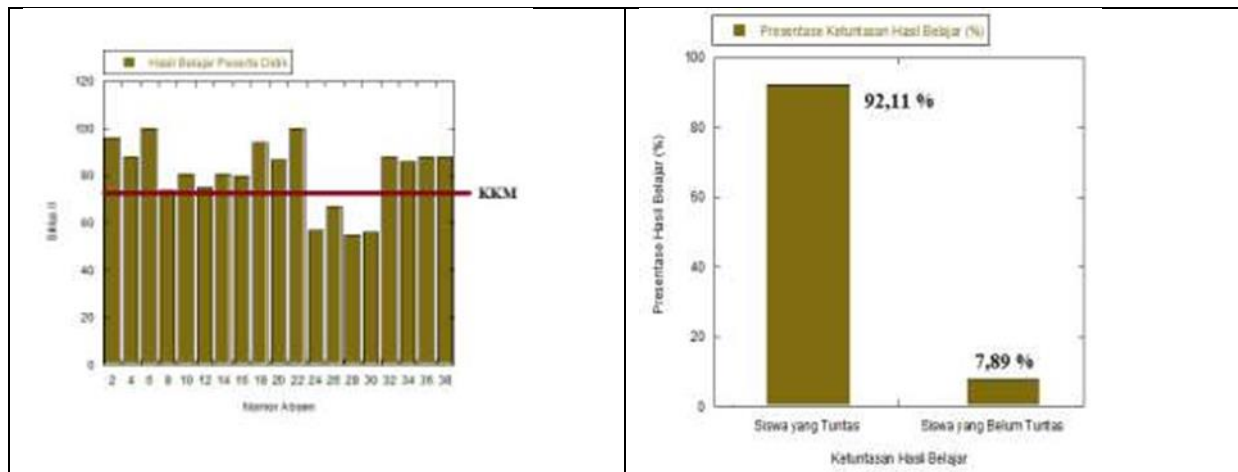 Hasil Belajar Peserta Didik
120
100
80
60
40
20
0
Siklus II
KKM
2 4 6 8 10 12 14 16 18 20 22 24 26 28 30 32 34 36 38
Nomor Absen
Presentase Ketuntasan Hasil Belajar (%)
100
80
60
40
20
0
Presentase Hasil Belajar (%)
92,11 %
7,89 %
Siswa yang Tuntas
Siswa yang Belum Tuntas
Ketuntasan Hasil Belajar